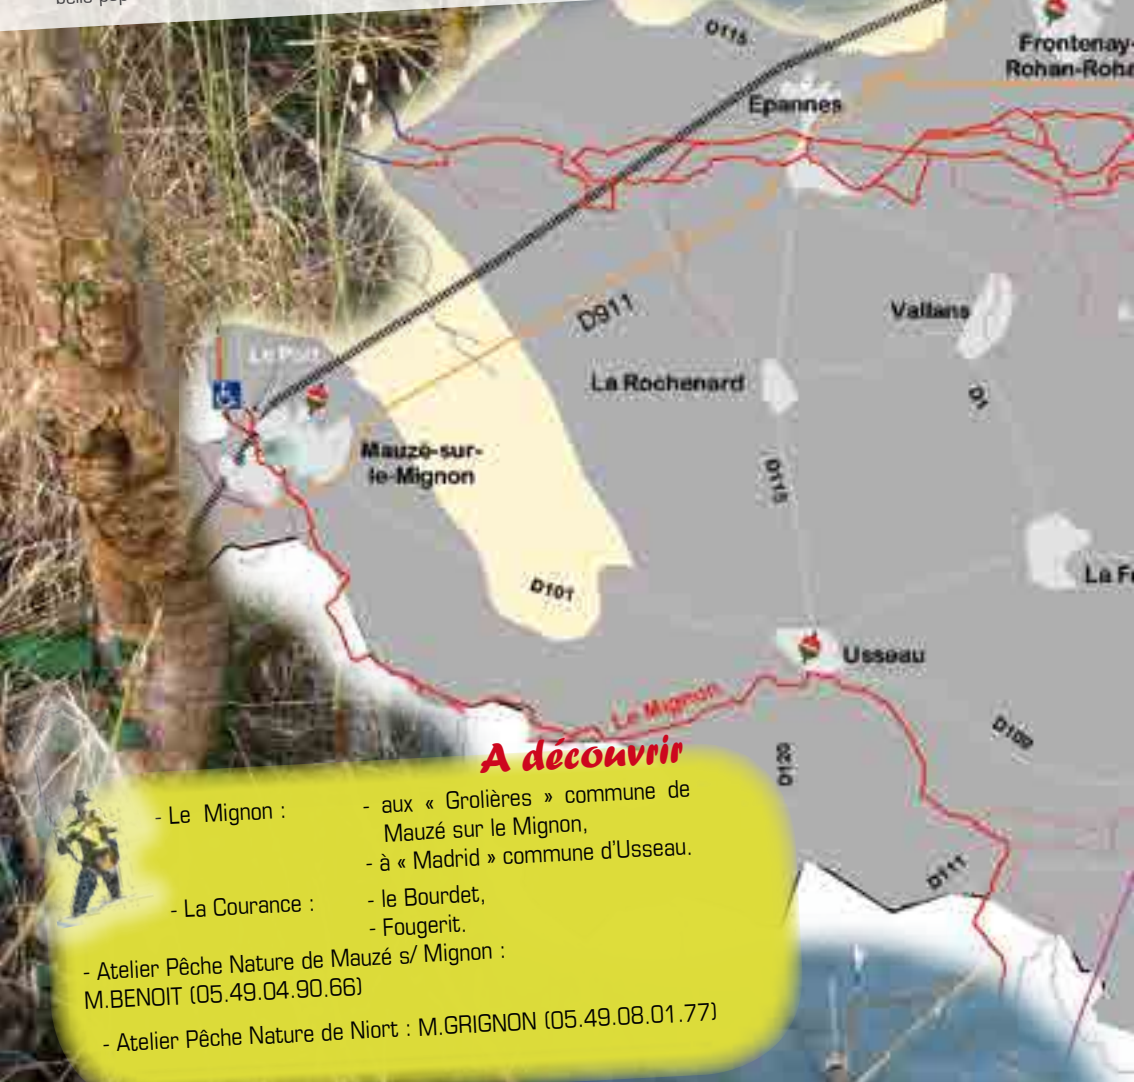 D115
Frontenay-
Rohan-Roha
Epannes
D911
Vallans
Le Port
La Rochenard
D1
Mauzé-sur-
le-Mignon
D115
D101
La F
Usseau
Le Mignon
D109
D120
D111
A découvrir
- Le Mignon : - aux « Grolières » commune de
Mauzé sur le Mignon,
- à « Madrid » commune d'Usseau.
- La Courance : - le Bourdet,
- Fougerit.
- Atelier Pêche Nature de Mauzé s/ Mignon :
M.BENOIT (05.49.04.90.66)
- Atelier Pêche Nature de Niort : M.GRIGNON (05.49.08.01.77)